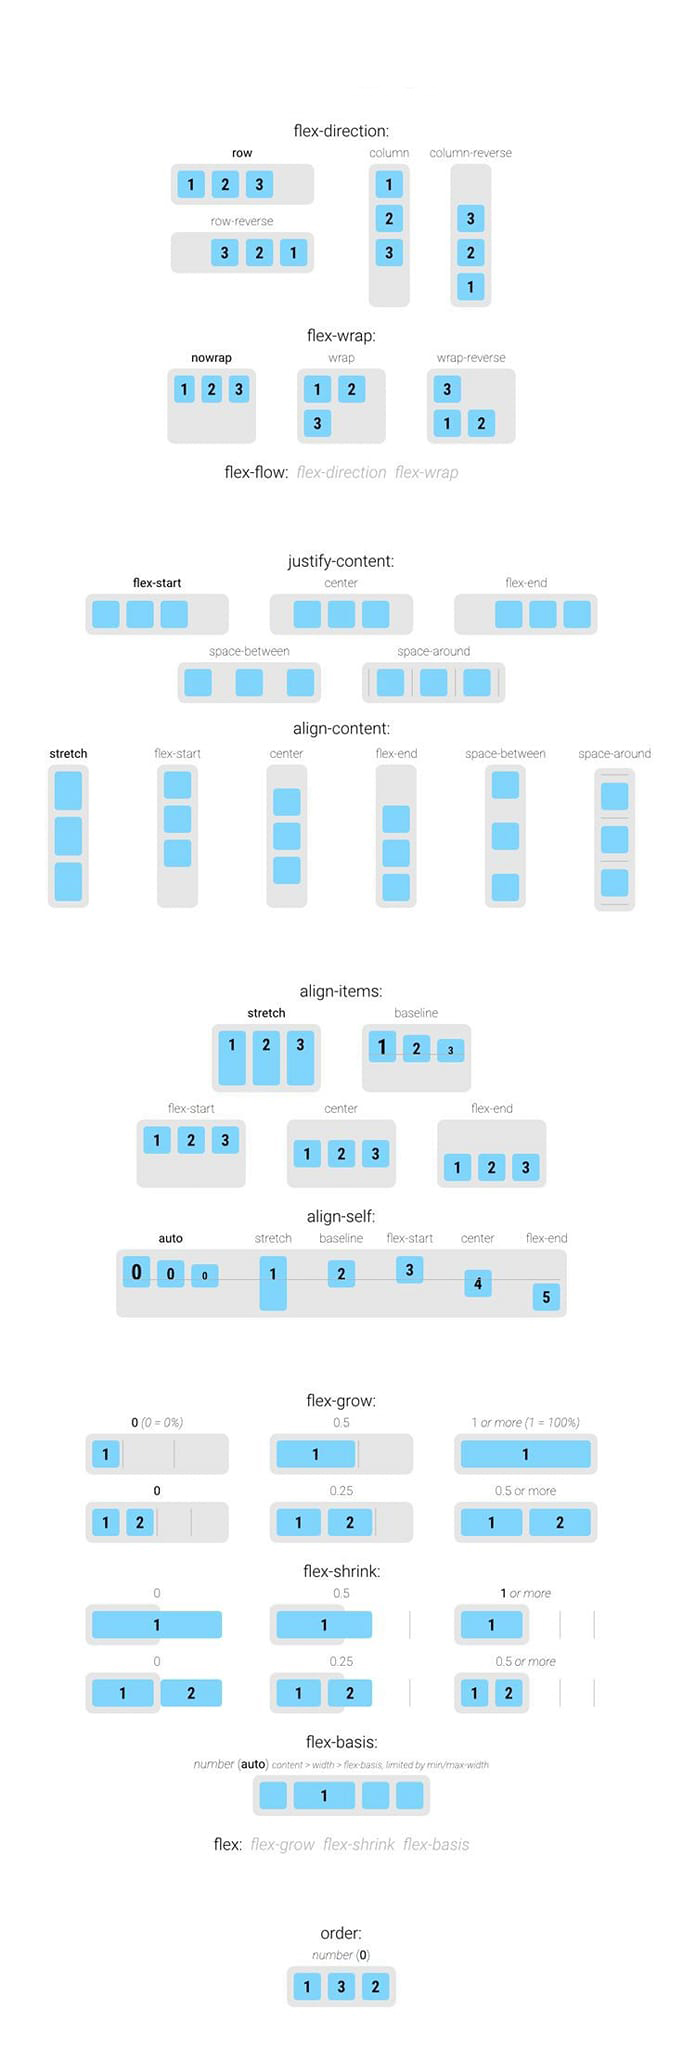 flex-direction:
row
column
column-reverse
1 2 3
row-reverse
3 2 1
1
2
3
3
2
1
flex-wrap:
nowrap
wrap
wrap-reverse
1 2 3
1 2
3
3
1 2
flex-flow: flex-direction flex-wrap
justify-content:
flex-start
center
flex-end
space-between
space-around
align-content:
stretch
flex-start
center
flex-end
space-between
space-around
align-items:
stretch
baseline
1 2 3
1 2 3
flex-start
center
flex-end
1 2 3
1 2 3
1 2 3
align-self:
auto
stretch
baseline
flex-start
center
flex-end
0 0 0 1 2 3 4 5
flex-grow:
0 (0 = 0%)
0.5
1 or more (1 = 100%)
1
1
1
0
0.25
0.5 or more
1 2
1 2
1 2
flex-shrink:
0
0.5
1 or more
1
1
1
0
0.25
0.5 or more
1 2
1 2
1 2
flex-basis:
number (auto) content > width > flex-basis, limited by min/max-width
1
flex: flex-grow flex-shrink flex-basis
order:
number (0)
1 3 2